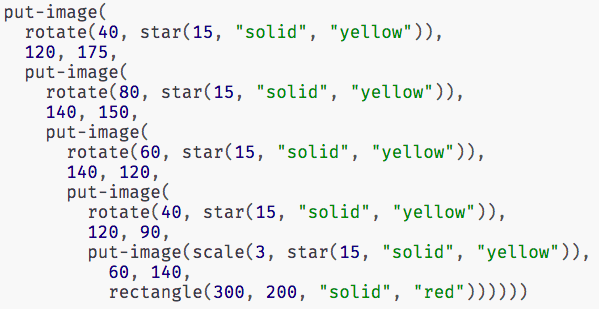 put-image(
  rotate(40, star(15, "solid", "yellow")),
  120, 175,
  put-image(
    rotate(80, star(15, "solid", "yellow")),
    140, 150,
    put-image(
      rotate(60, star(15, "solid", "yellow")),
      140, 120,
      put-image(
        rotate(40, star(15, "solid", "yellow")),
        120, 90,
        put-image(scale(3, star(15, "solid", "yellow")),
          60, 140,
          rectangle(300, 200, "solid", "red"))))))